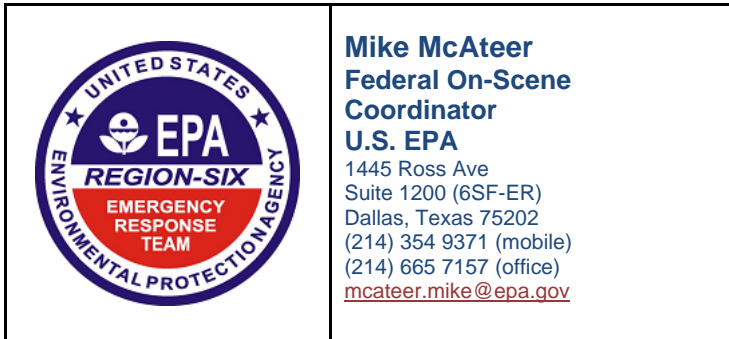 UNITED STATES
EPA
REGION-SIX
EMERGENCY
RESPONSE
TEAM
ENVIRONMENTAL PROTECTION AGENCY
Mike McAteer
Federal On-Scene
Coordinator
U.S. EPA
1445 Ross Ave
Suite 1200 (6SF-ER)
Dallas, Texas 75202
(214) 354 9371 (mobile)
(214) 665 7157 (office)
mcateer.mike@epa.gov